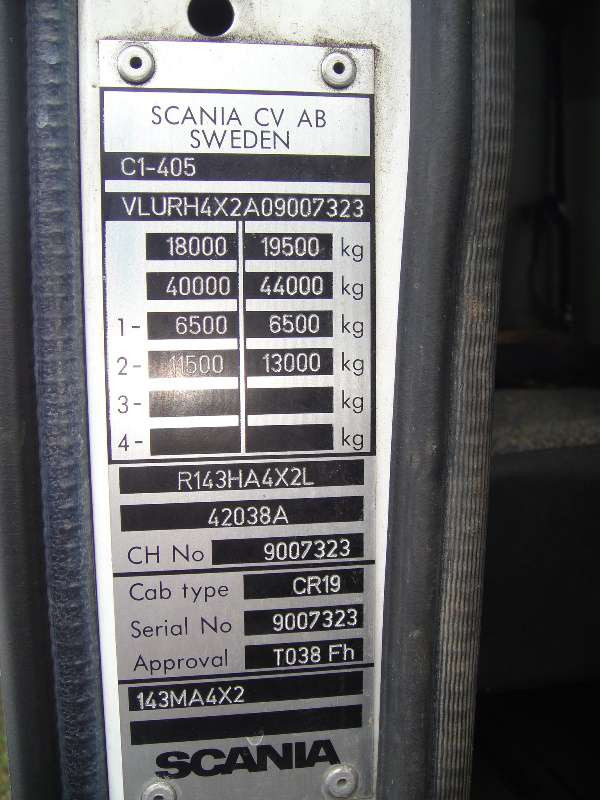 SCANIA CV AB
SWEDEN
C1-405
VLURH4X2A09007323
18000 19500 kg
40000 44000 kg
1- 6500 6500 kg
2- 11500 13000 kg
3- kg
4- kg
R143HA4X2L
42038A
CH No 9007323
Cab type CR19
Serial No 9007323
Approval T038 Fh
143MA4X2
SCANIA